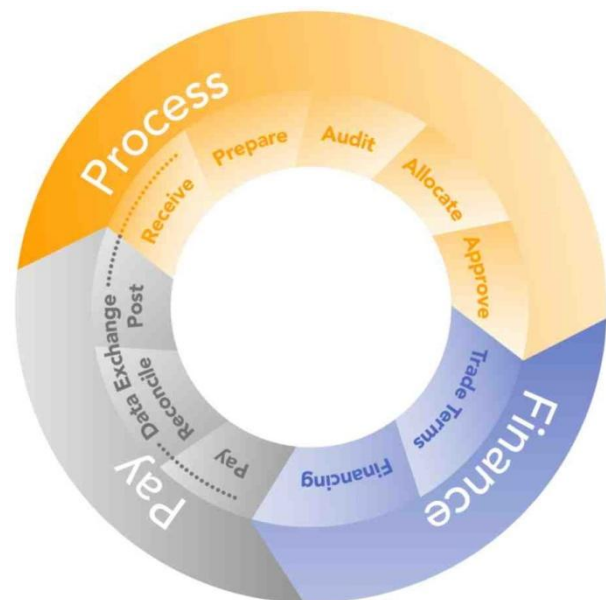 Process
Receive
Prepare
Audit
Allocate
Approve
Finance
Trade Terms
Financing
Pay
Pay
Reconcile
Post
Data Exchange